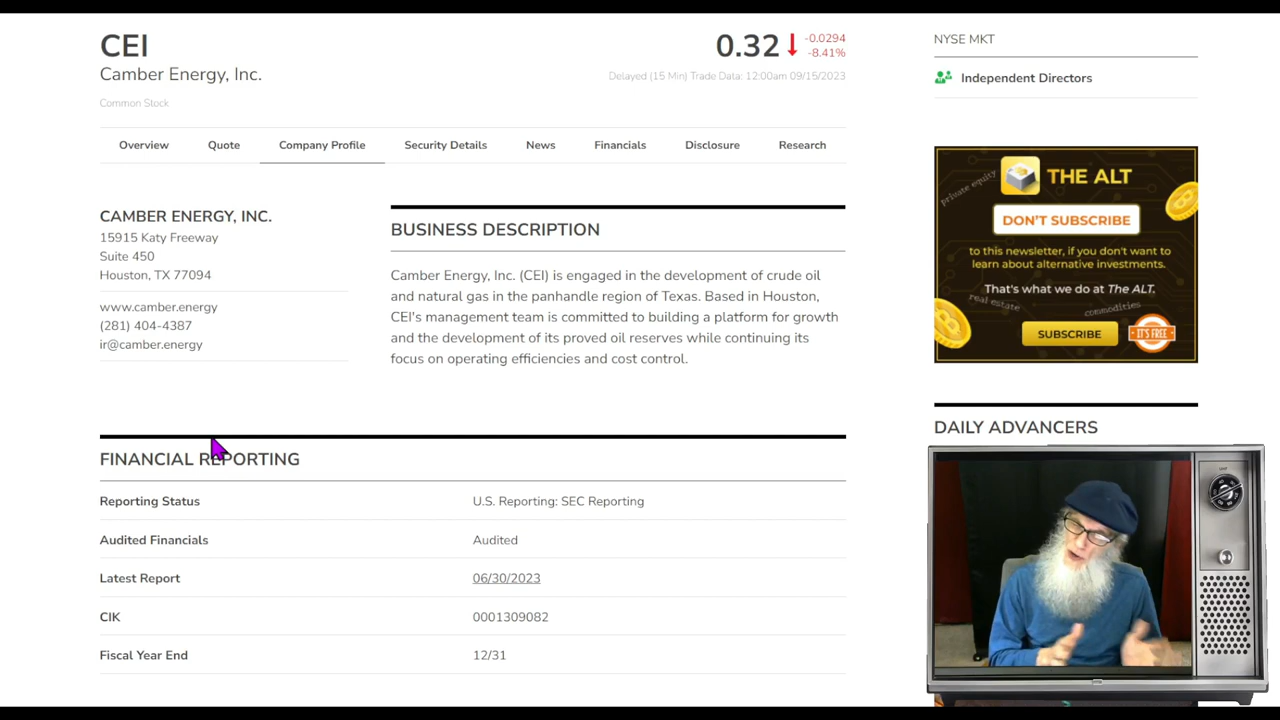 CEI
0.32
-0.0294
-8.41%
Camber Energy, Inc.
Delayed (15 Min) Trade Data: 12:00am 09/15/2023
Common Stock
Overview Quote Company Profile Security Details News Financials Disclosure Research
CAMBER ENERGY, INC.
15915 Katy Freeway
Suite 450
Houston, TX 77094
www.camber.energy
(281) 404-4387
ir@camber.energy
BUSINESS DESCRIPTION
Camber Energy, Inc. (CEI) is engaged in the development of crude oil
and natural gas in the panhandle region of Texas. Based in Houston,
CEI's management team is committed to building a platform for growth
and the development of its proved oil reserves while continuing its
focus on operating efficiencies and cost control.
FINANCIAL REPORTING
Reporting Status U.S. Reporting: SEC Reporting
Audited Financials Audited
Latest Report 06/30/2023
CIK 0001309082
Fiscal Year End 12/31
NYSE MKT
Independent Directors
private equity
THE ALT
DON'T SUBSCRIBE
to this newsletter, if you don't want to
learn about alternative investments.
That's what we do at The ALT.
real estate
commodities
SUBSCRIBE
IT'S FREE
DAILY ADVANCERS